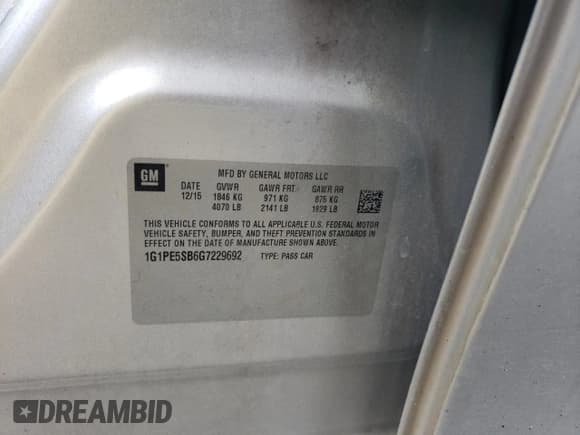 GM
MFD BY GENERAL MOTORS LLC
DATE GVWR GAWR FRT GAWR RR
12/15 1846 KG 971 KG 875 KG
4070 LB 2141 LB 1929 LB
THIS VEHICLE CONFORMS TO ALL APPLICABLE U.S. FEDERAL MOTOR
VEHICLE SAFETY, BUMPER, AND THEFT PREVENTION STANDARDS
IN EFFECT ON THE DATE OF MANUFACTURE SHOWN ABOVE.
1G1PE5SB6G7229692 TYPE: PASS CAR
DREAMBID